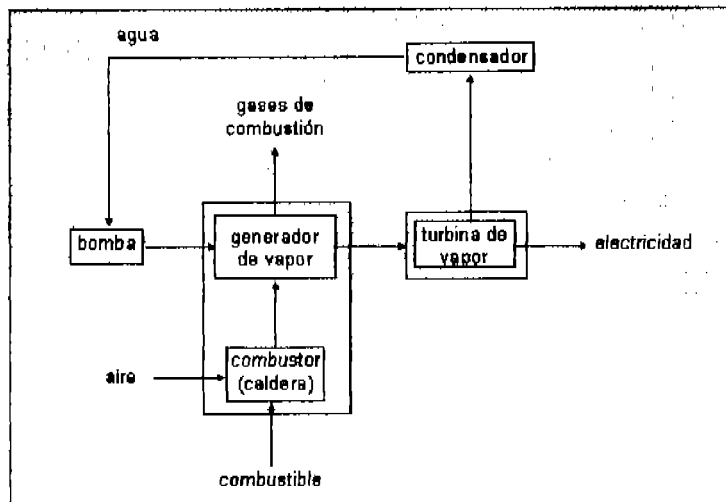 agua
condensador
gases de
combustión
bomba
generador
de vapor
turbina de
vapor
electricidad
aire
combustor
(caldera)
combustible